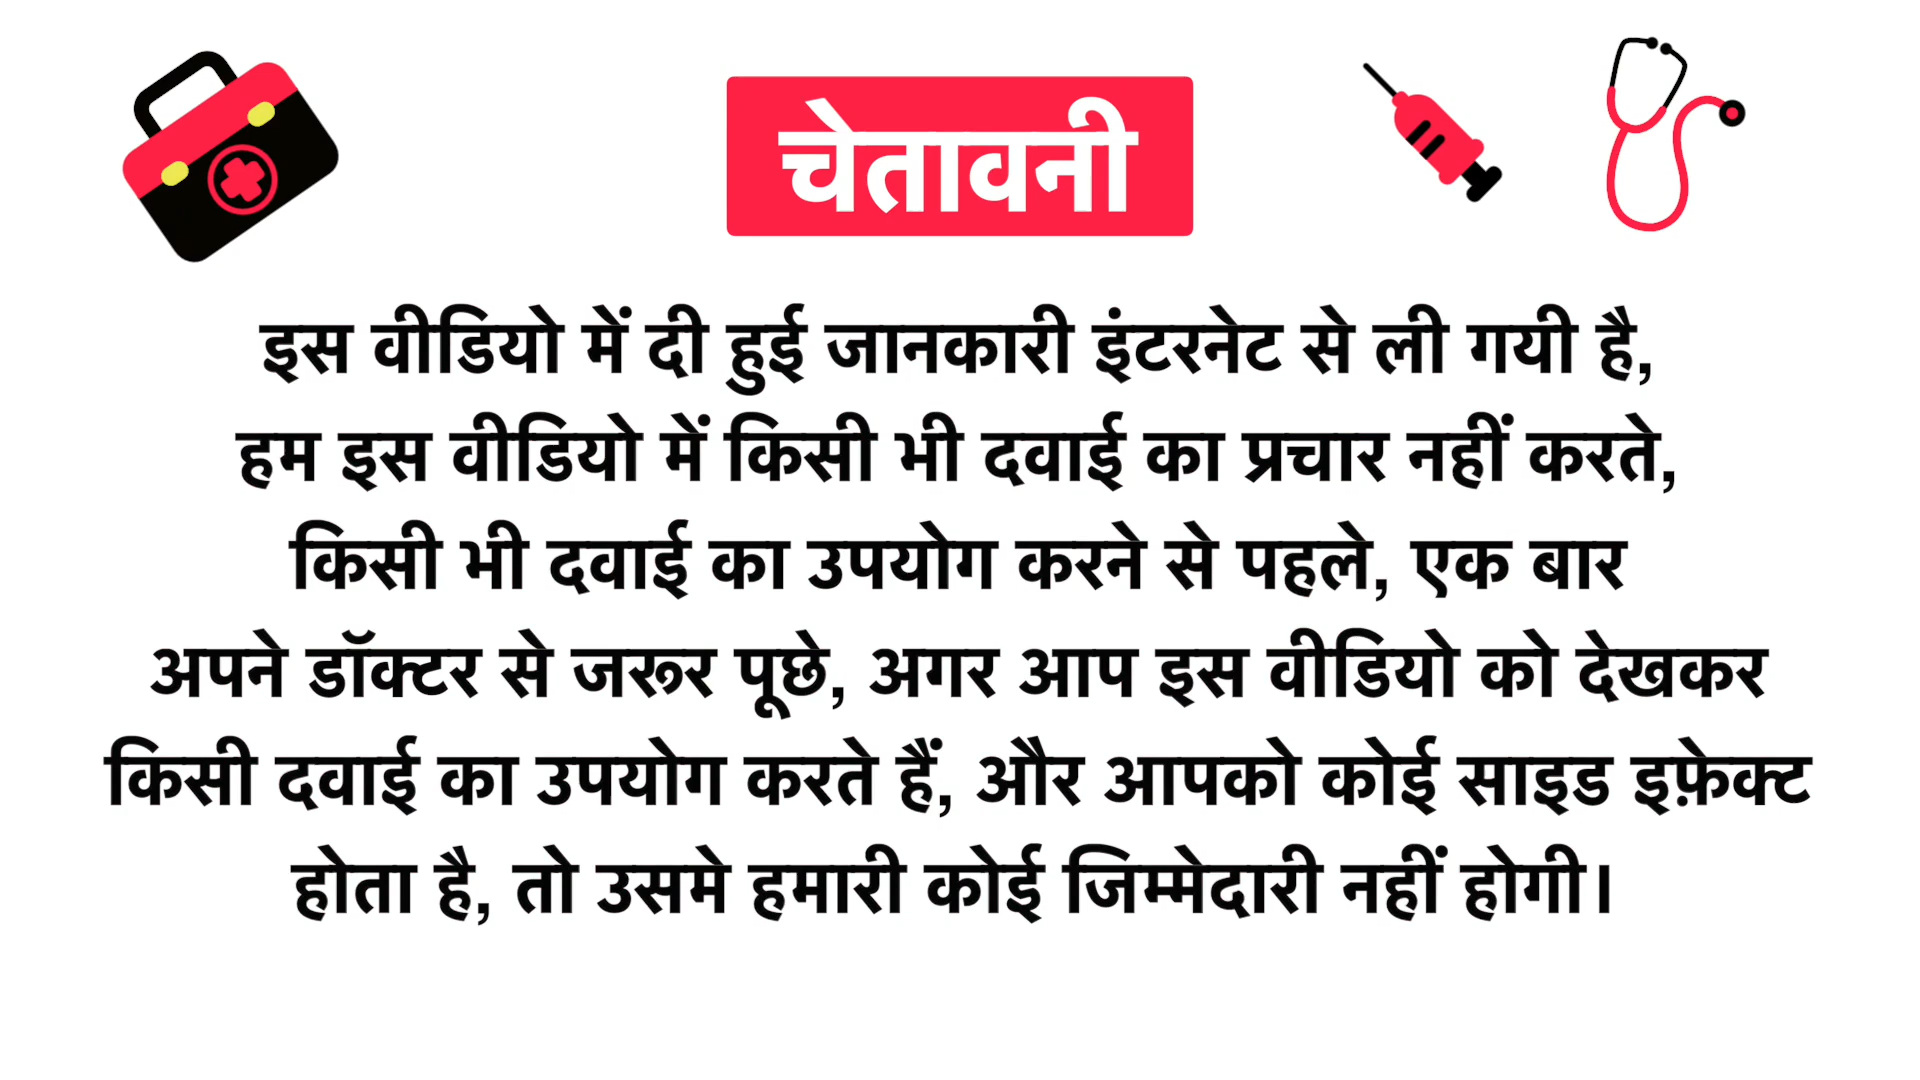 चेतावनी
इस वीडियो में दी हुई जानकारी इंटरनेट से ली गयी है,
हम इस वीडियो में किसी भी दवाई का प्रचार नहीं करते,
किसी भी दवाई का उपयोग करने से पहले, एक बार
अपने डॉक्टर से जरूर पूछे, अगर आप इस वीडियो को देखकर
किसी दवाई का उपयोग करते हैं, और आपको कोई साइड इफ़ेक्ट
होता है, तो उसमे हमारी कोई जिम्मेदारी नहीं होगी।